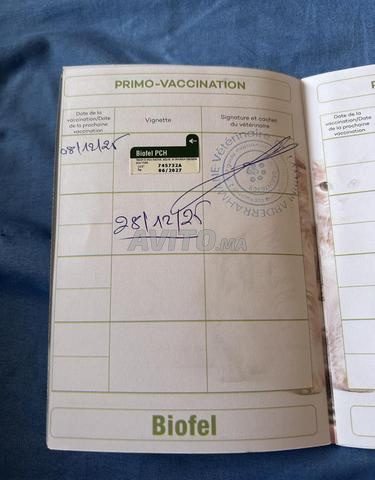 PRIMO-VACCINATION
Date de la vaccination/Date de la prochaine vaccination
Vignette
Signature et cachet du vétérinaire
08/12/25
Biofel PCH
745732A
06/2027
28/12/25
AVITO.MA
Biofel
Date de la
vaccination/Date
de la prochaine
vaccination